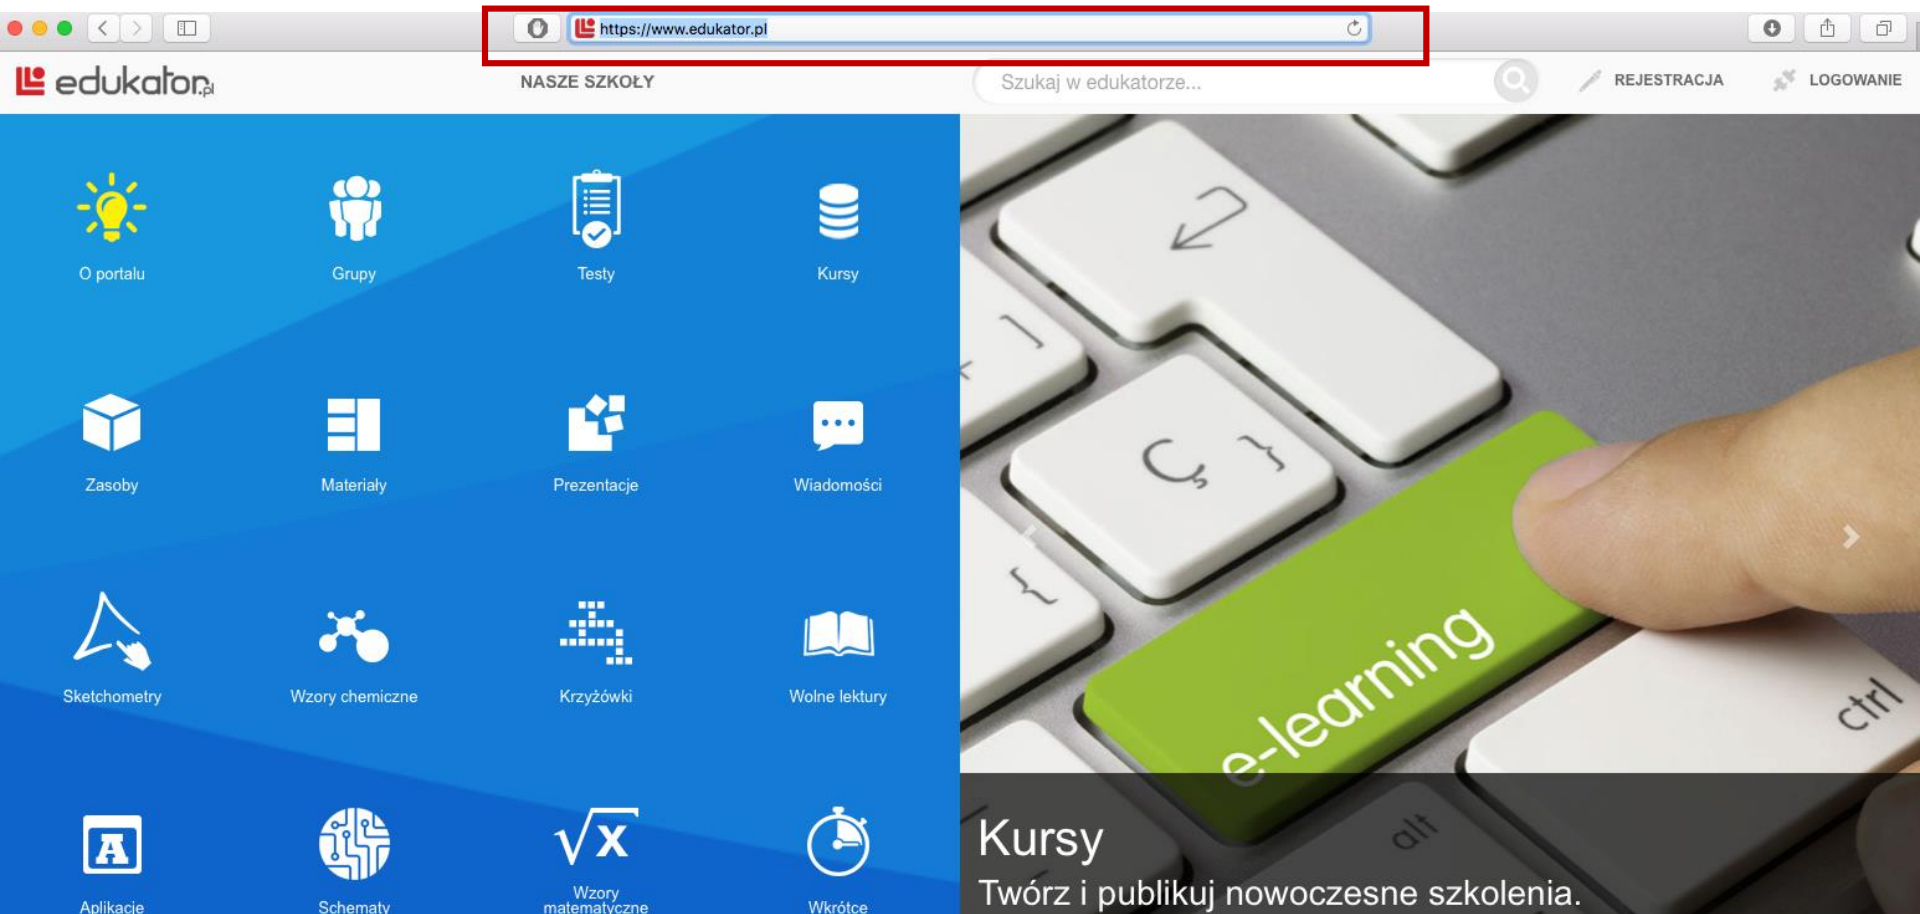 https://www.edukator.pl
edukator.pl
NASZE SZKOŁY
Szukaj w edukatorze...
REJESTRACJA
LOGOWANIE
O portalu
Grupy
Testy
Kursy
Zasoby
Materiały
Prezentacje
Wiadomości
Sketchometry
Wzory chemiczne
Krzyżówki
Wolne lektury
Aplikacje
Schematy
Wzory
matematyczne
Wkrótce
+ ]
Ç }
{
e-learning
ctrl
alt
Kursy
Twórz i publikuj nowoczesne szkolenia.